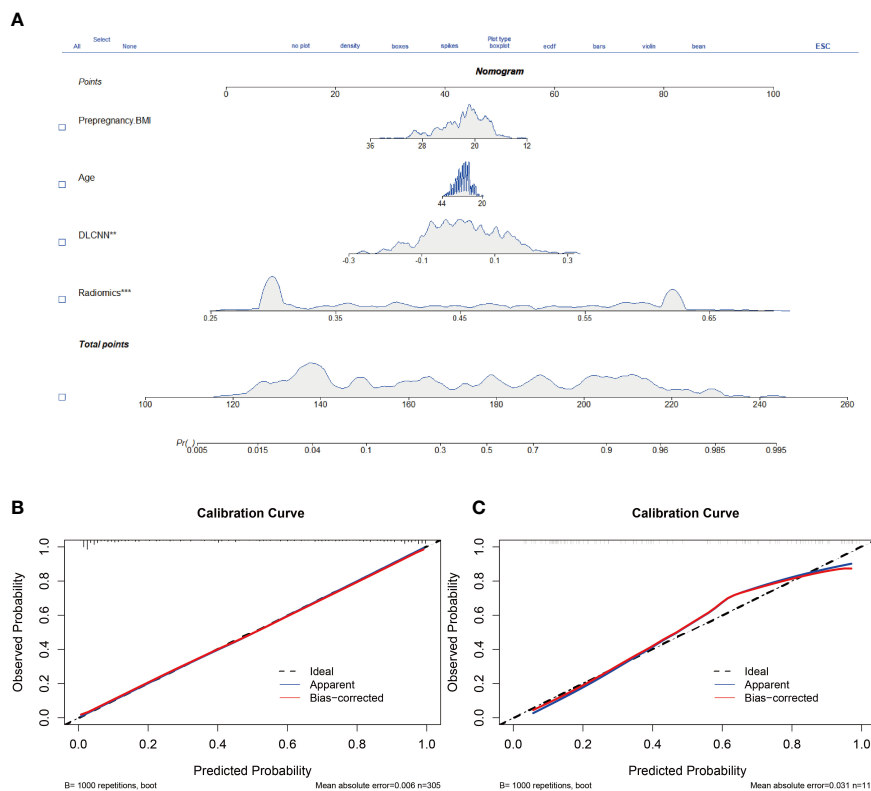 A
Select
All None no plot density boxes spikes Plot type boxplot ecdf bars violin bean ESC
Nomogram
Points
0 20 40 60 80 100
Prepregnancy.BMI
36 28 20 12
Age
44 20
DLCNN**
-0.3 -0.1 0.1 0.3
Radiomics***
0.25 0.35 0.45 0.55 0.65
Total points
100 120 140 160 180 200 220 240 260
Pr(_)
0.005 0.015 0.04 0.1 0.3 0.5 0.7 0.9 0.96 0.985 0.995
B
Calibration Curve
Observed Probability
1.0
0.8
0.6
0.4
0.2
0.0
Ideal
Apparent
Bias-corrected
0.0 0.2 0.4 0.6 0.8 1.0
Predicted Probability
B= 1000 repetitions, boot Mean absolute error=0.006 n=305
C
Calibration Curve
Observed Probability
1.0
0.8
0.6
0.4
0.2
0.0
Ideal
Apparent
Bias-corrected
0.0 0.2 0.4 0.6 0.8 1.0
Predicted Probability
B= 1000 repetitions, boot Mean absolute error=0.031 n=11